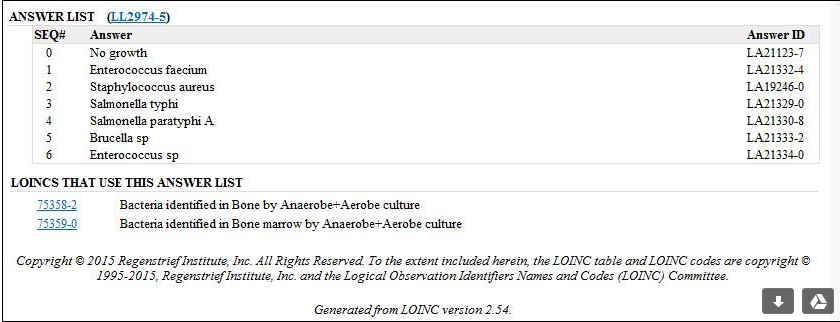 ANSWER LIST (LL2974-5)
SEQ# Answer Answer ID
0 No growth LA21123-7
1 Enterococcus faecium LA21332-4
2 Staphylococcus aureus LA19246-0
3 Salmonella typhi LA21329-0
4 Salmonella paratyphi A LA21330-8
5 Brucella sp LA21333-2
6 Enterococcus sp LA21334-0
LOINCS THAT USE THIS ANSWER LIST
75358-2 Bacteria identified in Bone by Anaerobe+Aerobe culture
75359-0 Bacteria identified in Bone marrow by Anaerobe+Aerobe culture
Copyright © 2015 Regenstrief Institute, Inc. All Rights Reserved. To the extent included herein, the LOINC table and LOINC codes are copyright ©
1995-2015, Regenstrief Institute, Inc. and the Logical Observation Identifiers Names and Codes (LOINC) Committee.
Generated from LOINC version 2.54.